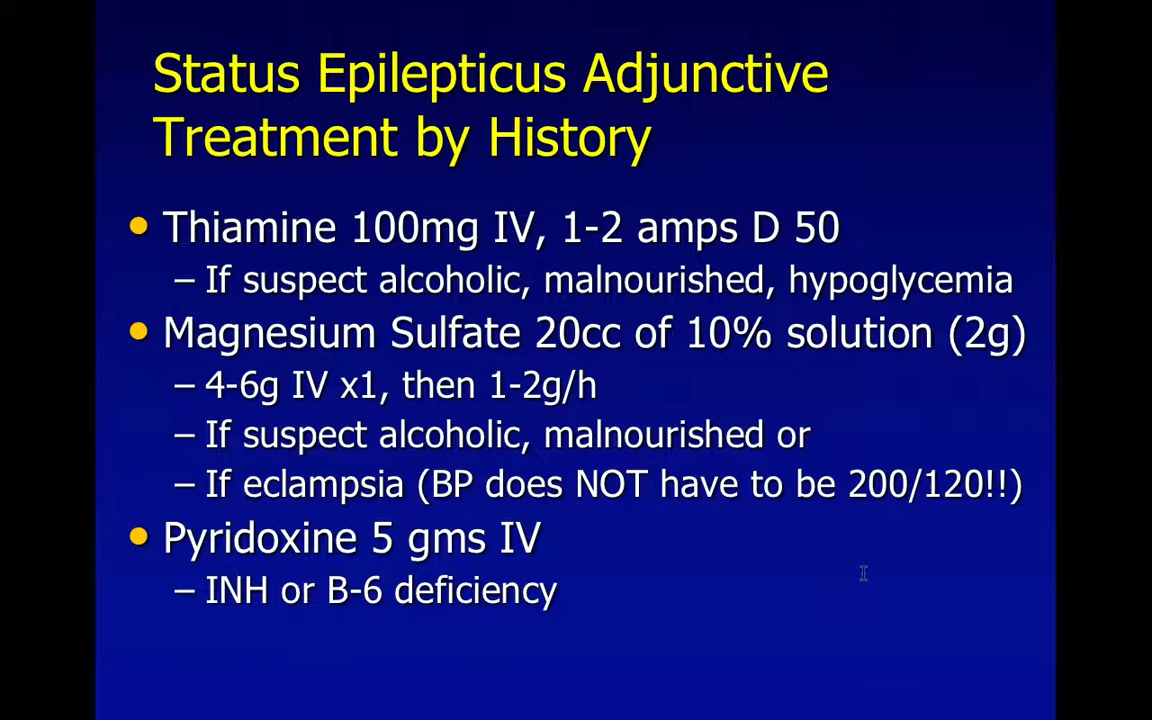 Status Epilepticus Adjunctive
Treatment by History
• Thiamine 100mg IV, 1-2 amps D 50
– If suspect alcoholic, malnourished, hypoglycemia
• Magnesium Sulfate 20cc of 10% solution (2g)
– 4-6g IV x1, then 1-2g/h
– If suspect alcoholic, malnourished or
– If eclampsia (BP does NOT have to be 200/120!!)
• Pyridoxine 5 gms IV
– INH or B-6 deficiency